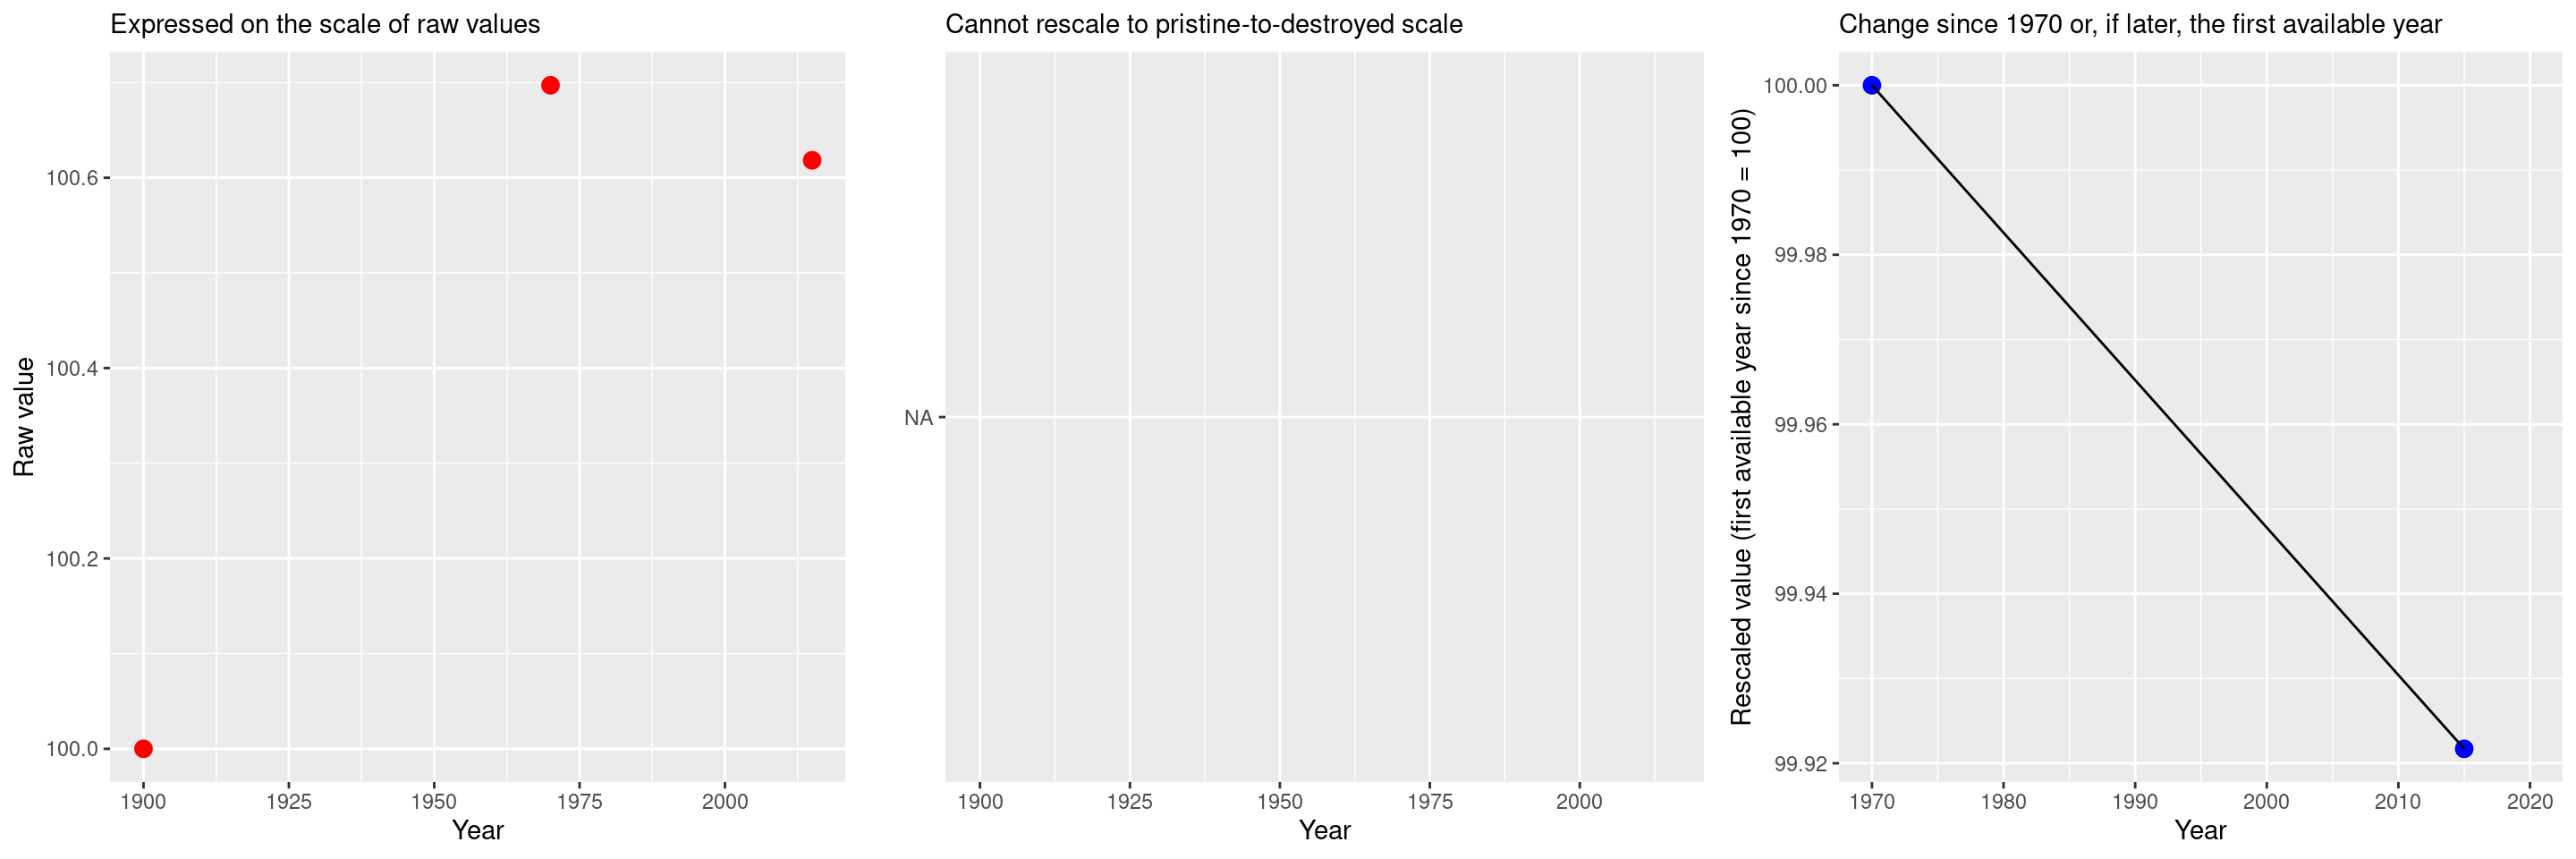 Expressed on the scale of raw values
Raw value
100.6
100.4
100.2
100.0
1900 1925 1950 1975 2000
Year
Cannot rescale to pristine-to-destroyed scale
NA
1900 1925 1950 1975 2000
Year
Change since 1970 or, if later, the first available year
Rescaled value (first available year since 1970 = 100)
100.00
99.98
99.96
99.94
99.92
1970 1980 1990 2000 2010 2020
Year